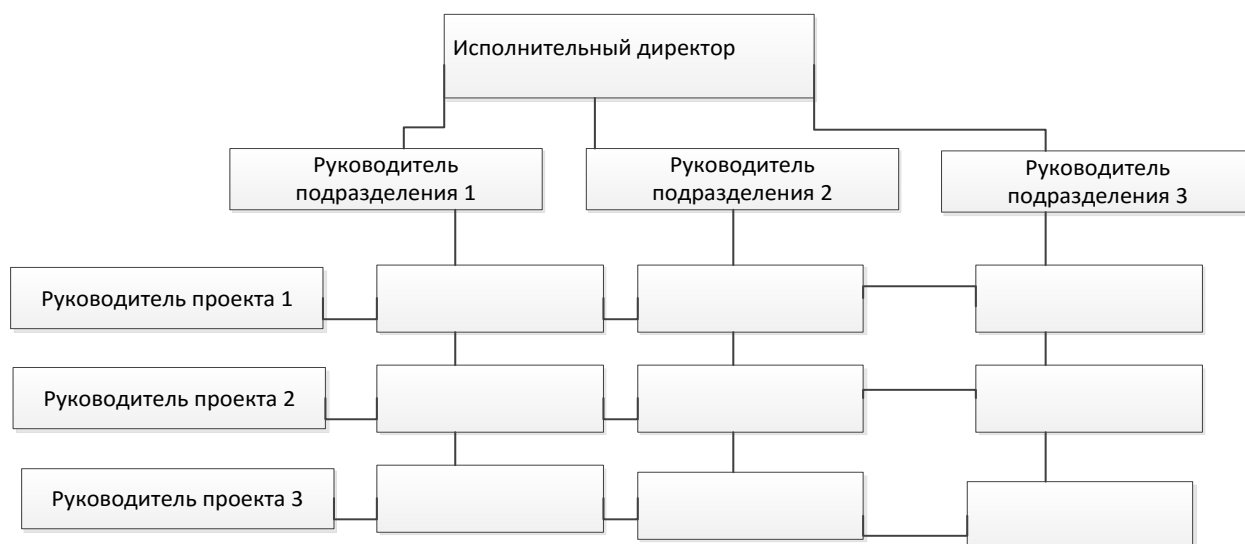 Исполнительный директор
Руководитель
подразделения 1
Руководитель
подразделения 2
Руководитель
подразделения 3
Руководитель проекта 1
Руководитель проекта 2
Руководитель проекта 3